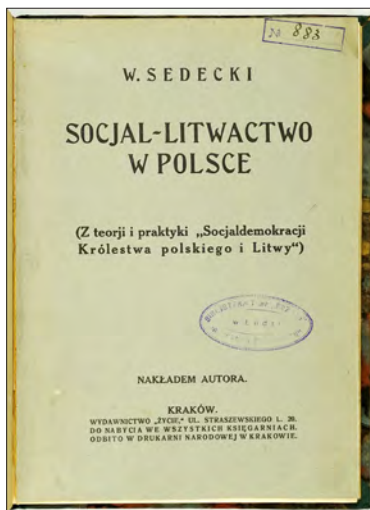 883
W. SEDECKI
SOCJAL-LITWACTWO
W POLSCE
(Z teorji i praktyki „Socjaldemokracji
Królestwa polskiego i Litwy")
w Łodzi
NAKŁADEM AUTORA.
KRAKÓW.
WYDAWNICTWO „ŻYCIE," UL. STRASZEWSKIEGO L. 28.
DO NABYCIA WE WSZYSTKICH KSIĘGARNIACH.
ODBITO W DRUKARNI NARODOWEJ W KRAKOWIE.